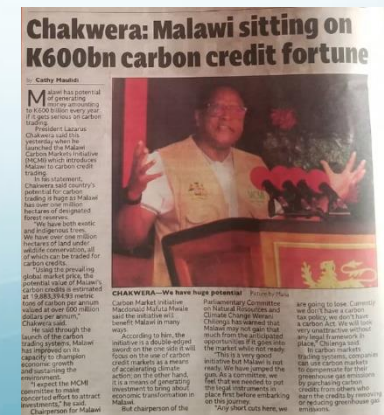 Chakwera: Malawi sitting on
K600bn carbon credit fortune
by Cathy Maulidi
Malawi has potential
of generating
money amounting
to K600 billion every year
if it gets serious on carbon
trading.
President Lazarus
Chakwera said this
yesterday when he
launched the Malawi
Carbon Markets Initiative
(MCMI) which introduces
Malawi to carbon credit
trading.
In his statement,
Chakwera said country's
potential for carbon
trading is huge as Malawi
has over one million
hectares of designated
forest reserves.
"We have both exotic
and indigenous trees.
We have over one million
hectares of land under
wildlife conservation, all
of which can be traded for
carbon credits.
"Using the prevailing
global market price, the
potential value of Malawi's
carbon credits is estimated
at 19,883,394.93 metric
tons of carbon per annum
valued at over 600 million
dollars per annum,"
Chakwera said.
He said through the
launch of the carbon
trading systems, Malawi
has improved on its
capacity to champion
economic growth
and sustaining the
environment.
"I expect the MCMI
committee to make
concerted effort to attract
investments," he said.
Chairperson for Malawi
CHAKWERA—We have huge potential
Carbon Market Initiative
Macdonald Mafuta Mwale
said the initiative will
benefit Malawi in many
ways.
According to him, the
initiative is a double-edged
sword; on the one side it will
focus on the use of carbon
credit markets as a means
of accelerating climate
action; on the other hand,
it is a means of generating
investment to bring about
economic transformation in
Malawi.
But chairperson of the
Parliamentary Committee
on Natural Resources and
Climate Change Werani
Chilenga has warned that
Malawi may not gain that
much from the anticipated
opportunities if it goes into
the market while not ready.
"This is a very good
initiative but Malawi is not
ready. We have jumped the
gun. As a committee, we
feel that we needed to put
the legal instruments in
place first before embarking
on this journey.
"Any short cuts here, we
are going to lose. Currently
we don't have a carbon
tax policy, we don't have
a carbon Act. We will look
very unattractive without
any legal framework in
place," Chilenga said.
In carbon credit
trading systems, companies
can use carbon markets
to compensate for their
greenhouse gas emissions
by purchasing carbon
credits from others who
earn the credits by removing
or reducing greenhouse gas
emissions.